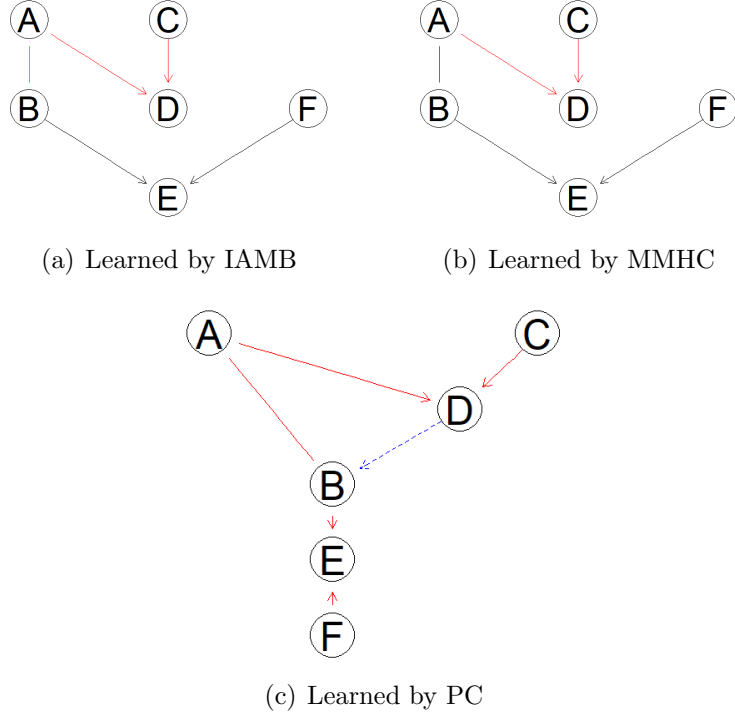 A C A C
B D F B D F
E E
(a) Learned by IAMB (b) Learned by MMHC
A C
D
B
E
F
(c) Learned by PC